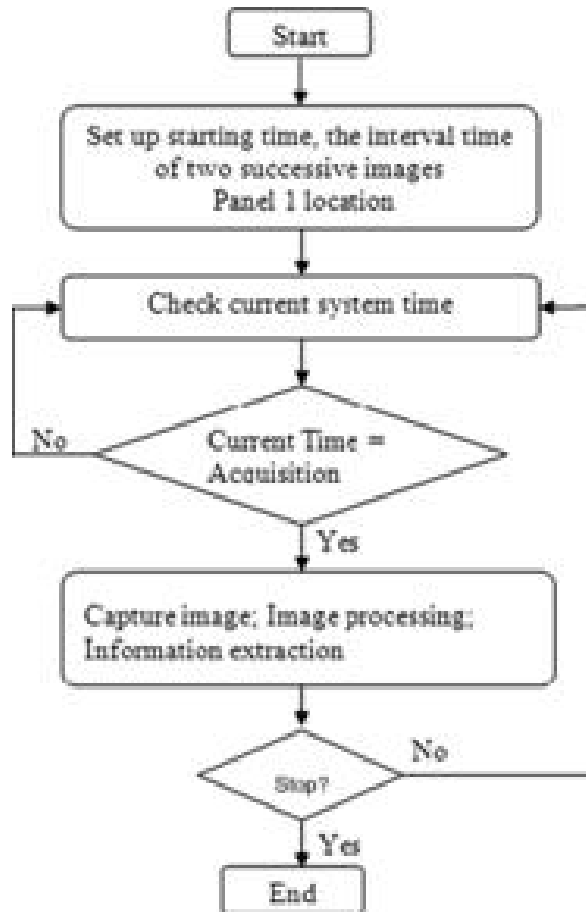 Start
Set up starting time, the interval time
of two successive images
Panel 1 location
Check current system time
No
Current Time =
Acquisition
Yes
Capture image; Image processing;
Information extraction
No
Stop?
Yes
End